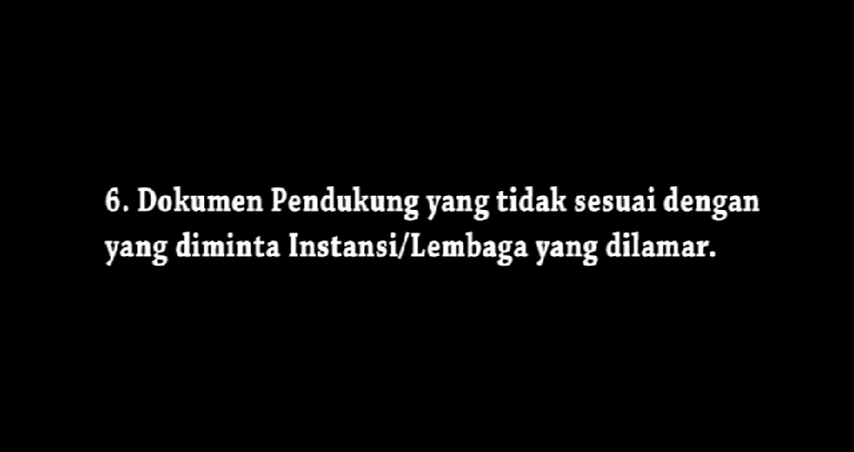 6. Dokumen Pendukung yang tidak sesuai dengan
yang diminta Instansi/Lembaga yang dilamar.